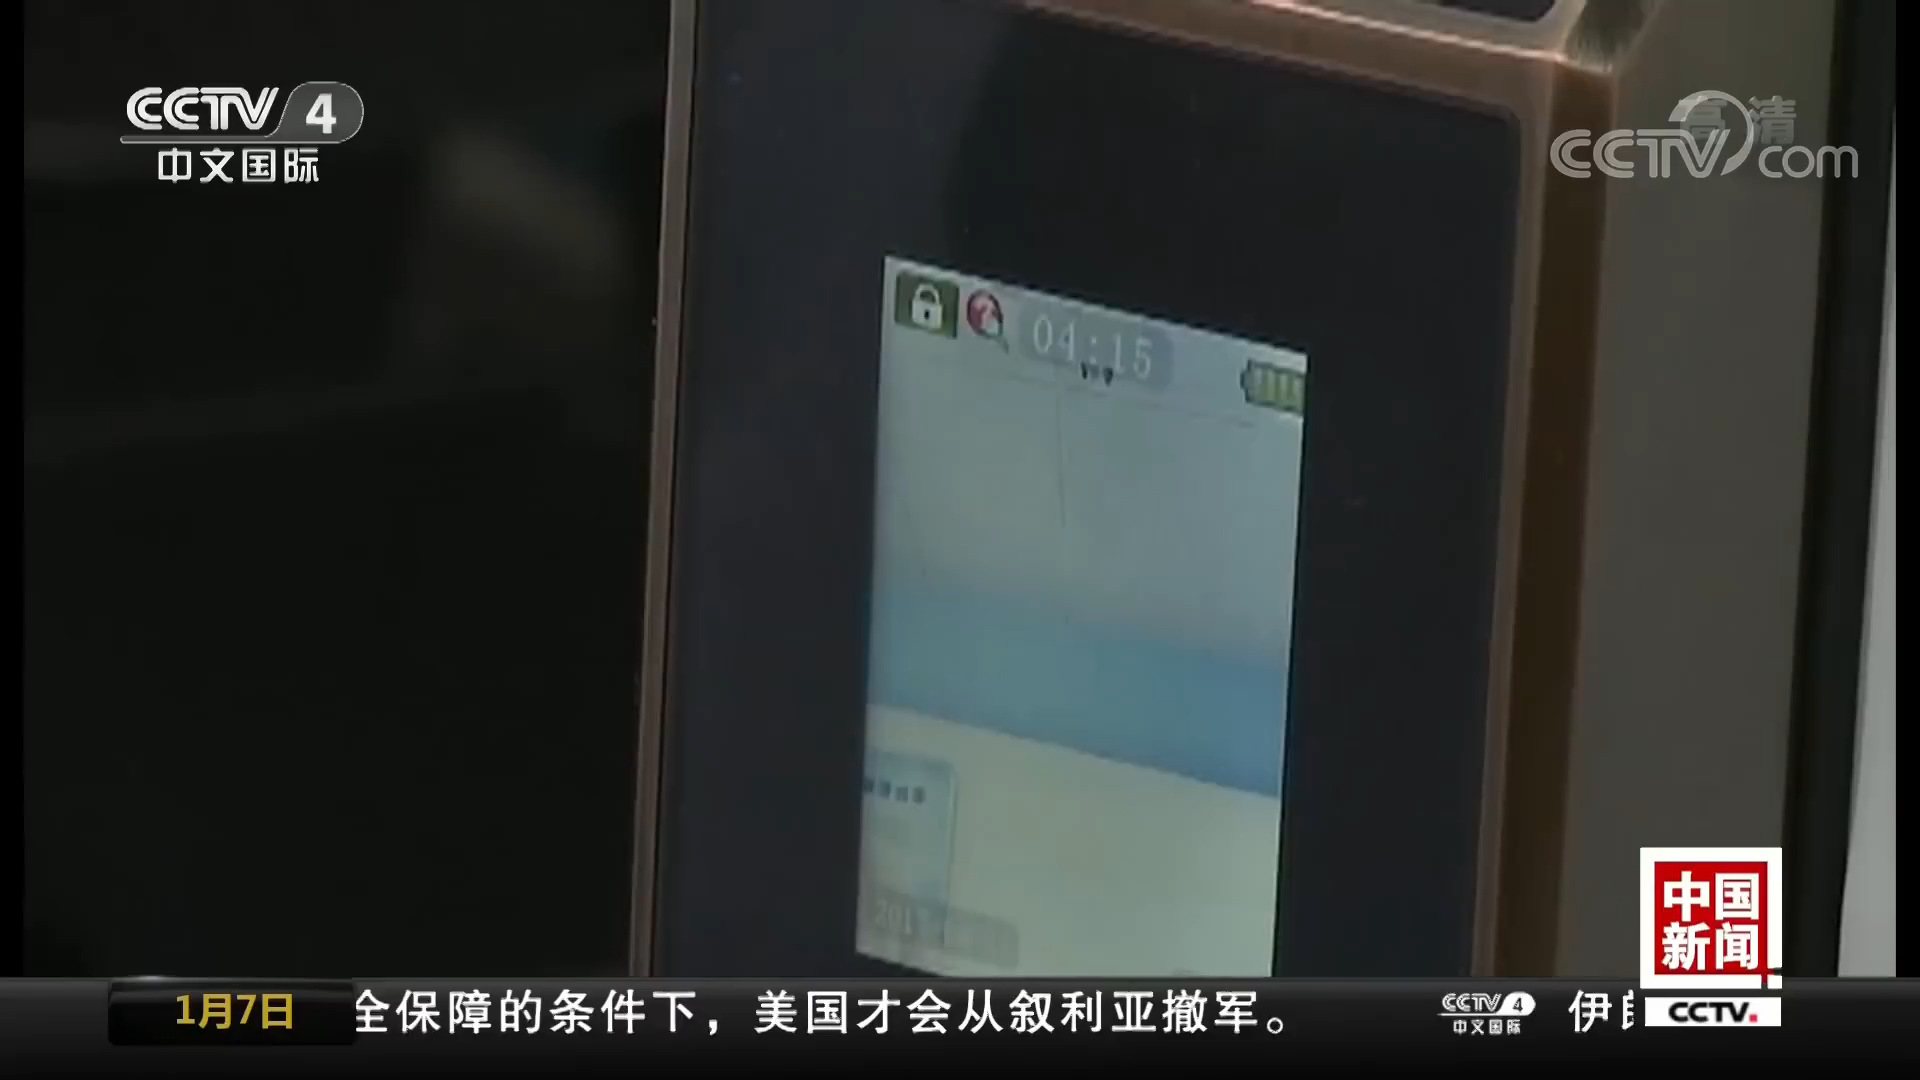 CCTV 4
中文国际
高清
CCTV com
04:15
中国
新闻
1月7日
全保障的条件下，美国才会从叙利亚撤军。
CCTV 4
中文国际
伊
CCTV.